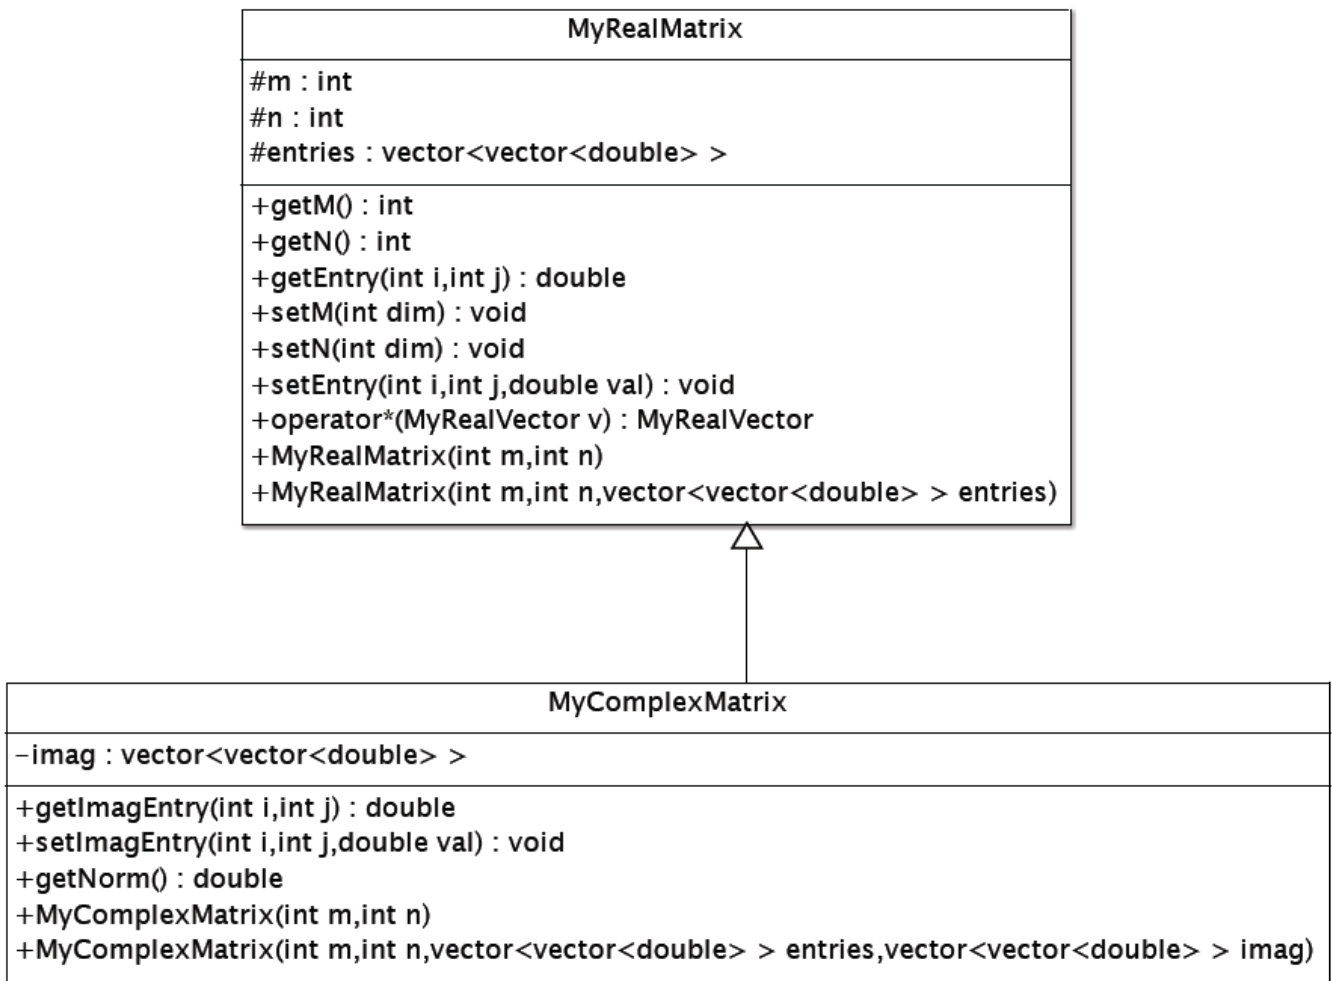 MyRealMatrix
#m : int
#n : int
#entries : vector<vector<double> >
+getM() : int
+getN() : int
+getEntry(int i,int j) : double
+setM(int dim) : void
+setN(int dim) : void
+setEntry(int i,int j,double val) : void
+operator*(MyRealVector v) : MyRealVector
+MyRealMatrix(int m,int n)
+MyRealMatrix(int m,int n,vector<vector<double> > entries)
MyComplexMatrix
-imag : vector<vector<double> >
+getImagEntry(int i,int j) : double
+setImagEntry(int i,int j,double val) : void
+getNorm() : double
+MyComplexMatrix(int m,int n)
+MyComplexMatrix(int m,int n,vector<vector<double> > entries,vector<vector<double> > imag)